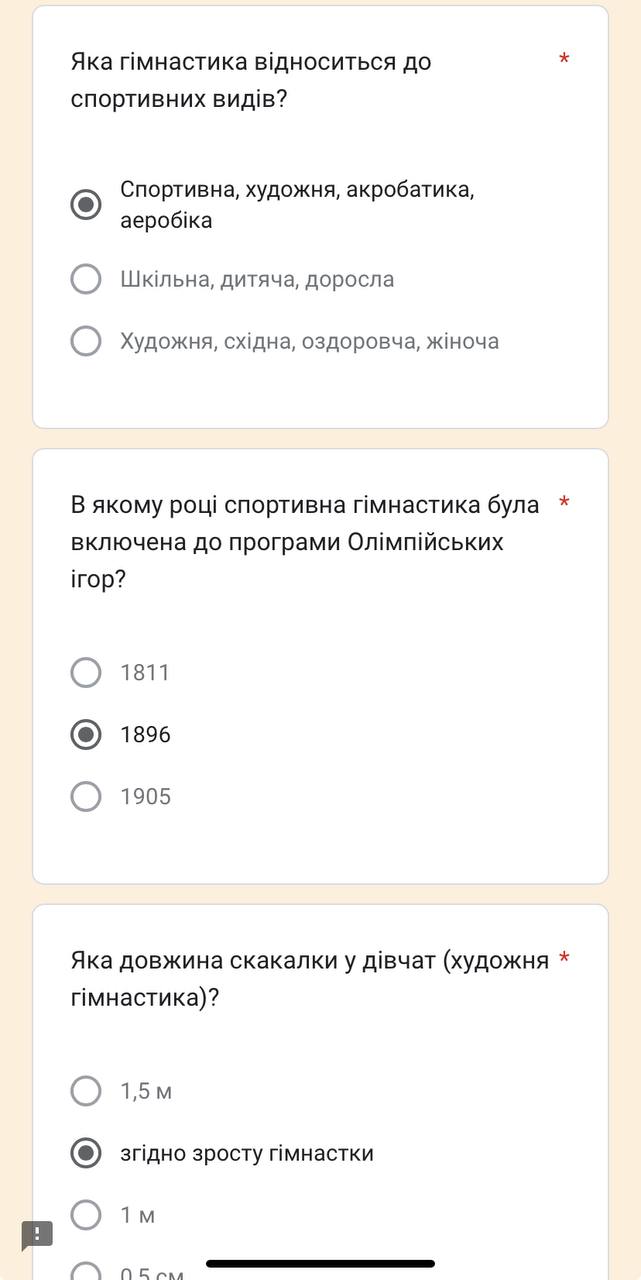 Яка гімнастика відноситься до *
спортивних видів?
Спортивна, художня, акробатика,
аеробіка
Шкільна, дитяча, доросла
Художня, східна, оздоровча, жіноча
В якому році спортивна гімнастика була *
включена до програми Олімпійських
ігор?
1811
1896
1905
Яка довжина скакалки у дівчат (художня *
гімнастика)?
1,5 м
згідно зросту гімнастки
1 м
0,5 см